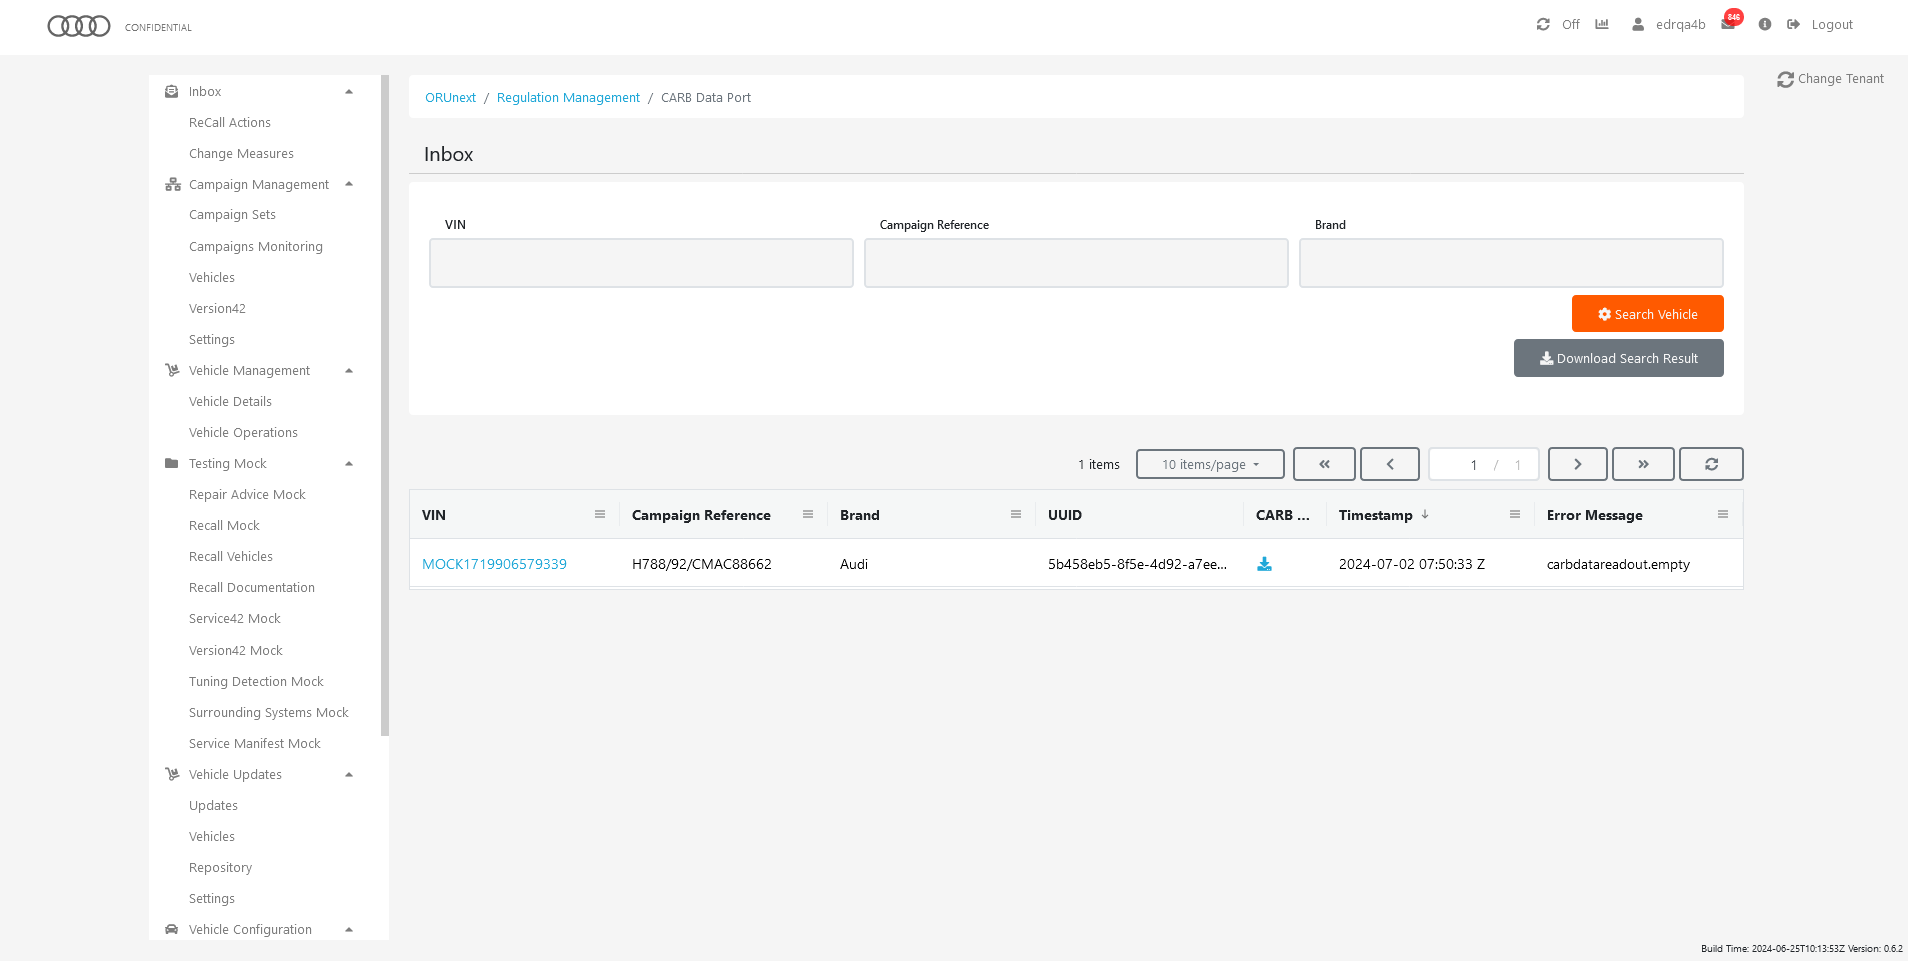 CONFIDENTIAL
Off
edrqa4b
846
Logout
Change Tenant
Inbox
ReCall Actions
Change Measures
Campaign Management
Campaign Sets
Campaigns Monitoring
Vehicles
Version42
Settings
Vehicle Management
Vehicle Details
Vehicle Operations
Testing Mock
Repair Advice Mock
Recall Mock
Recall Vehicles
Recall Documentation
Service42 Mock
Version42 Mock
Tuning Detection Mock
Surrounding Systems Mock
Service Manifest Mock
Vehicle Updates
Updates
Vehicles
Repository
Settings
Vehicle Configuration
ORUnext / Regulation Management / CARB Data Port
Inbox
VIN Campaign Reference Brand
Search Vehicle
Download Search Result
1 items 10 items/page 1 / 1
VIN Campaign Reference Brand UUID CARB ... Timestamp Error Message
MOCK1719906579339 H788/92/CMAC88662 Audi 5b458eb5-8f5e-4d92-a7ee... 2024-07-02 07:50:33 Z carbdatareadout.empty
Build Time: 2024-06-25T10:13:53Z Version: 0.6.2